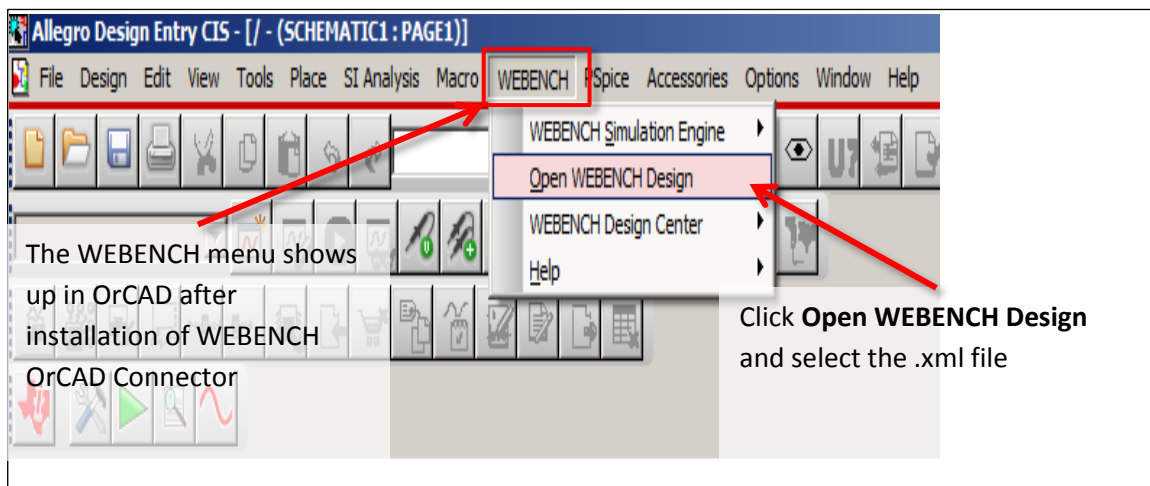 Allegro Design Entry CIS - [/ - (SCHEMATIC1 : PAGE1)]
File Design Edit View Tools Place SI Analysis Macro WEBENCH PSpice Accessories Options Window Help
WEBENCH Simulation Engine
Open WEBENCH Design
WEBENCH Design Center
Help
The WEBENCH menu shows
up in OrCAD after
installation of WEBENCH
OrCAD Connector
Click Open WEBENCH Design
and select the .xml file